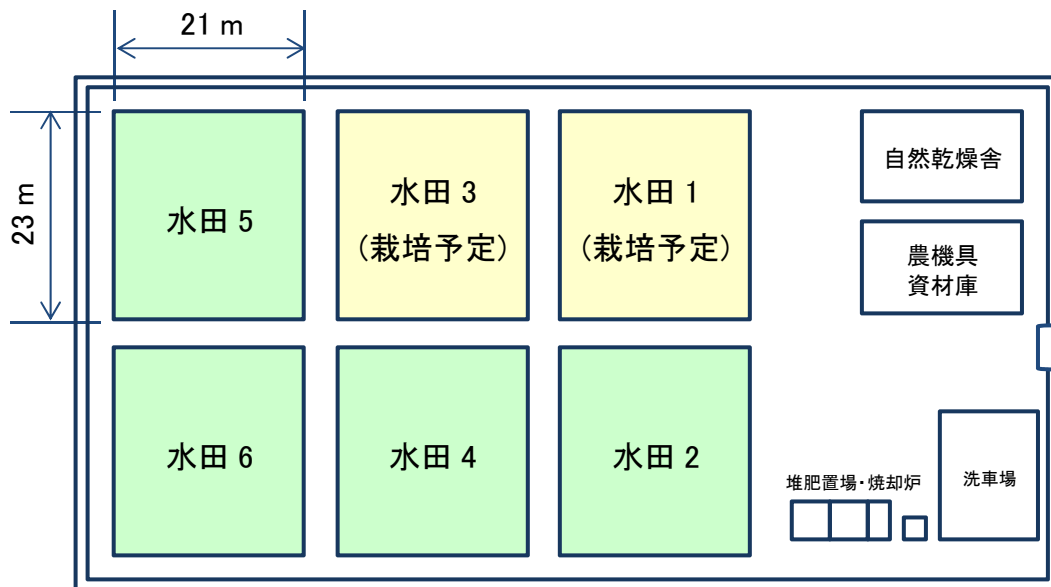 21 m
23 m
水田 5
水田 3
(栽培予定)
水田 1
(栽培予定)
自然乾燥舎
農機具
資材庫
水田 6
水田 4
水田 2
堆肥置場・焼却炉
洗車場